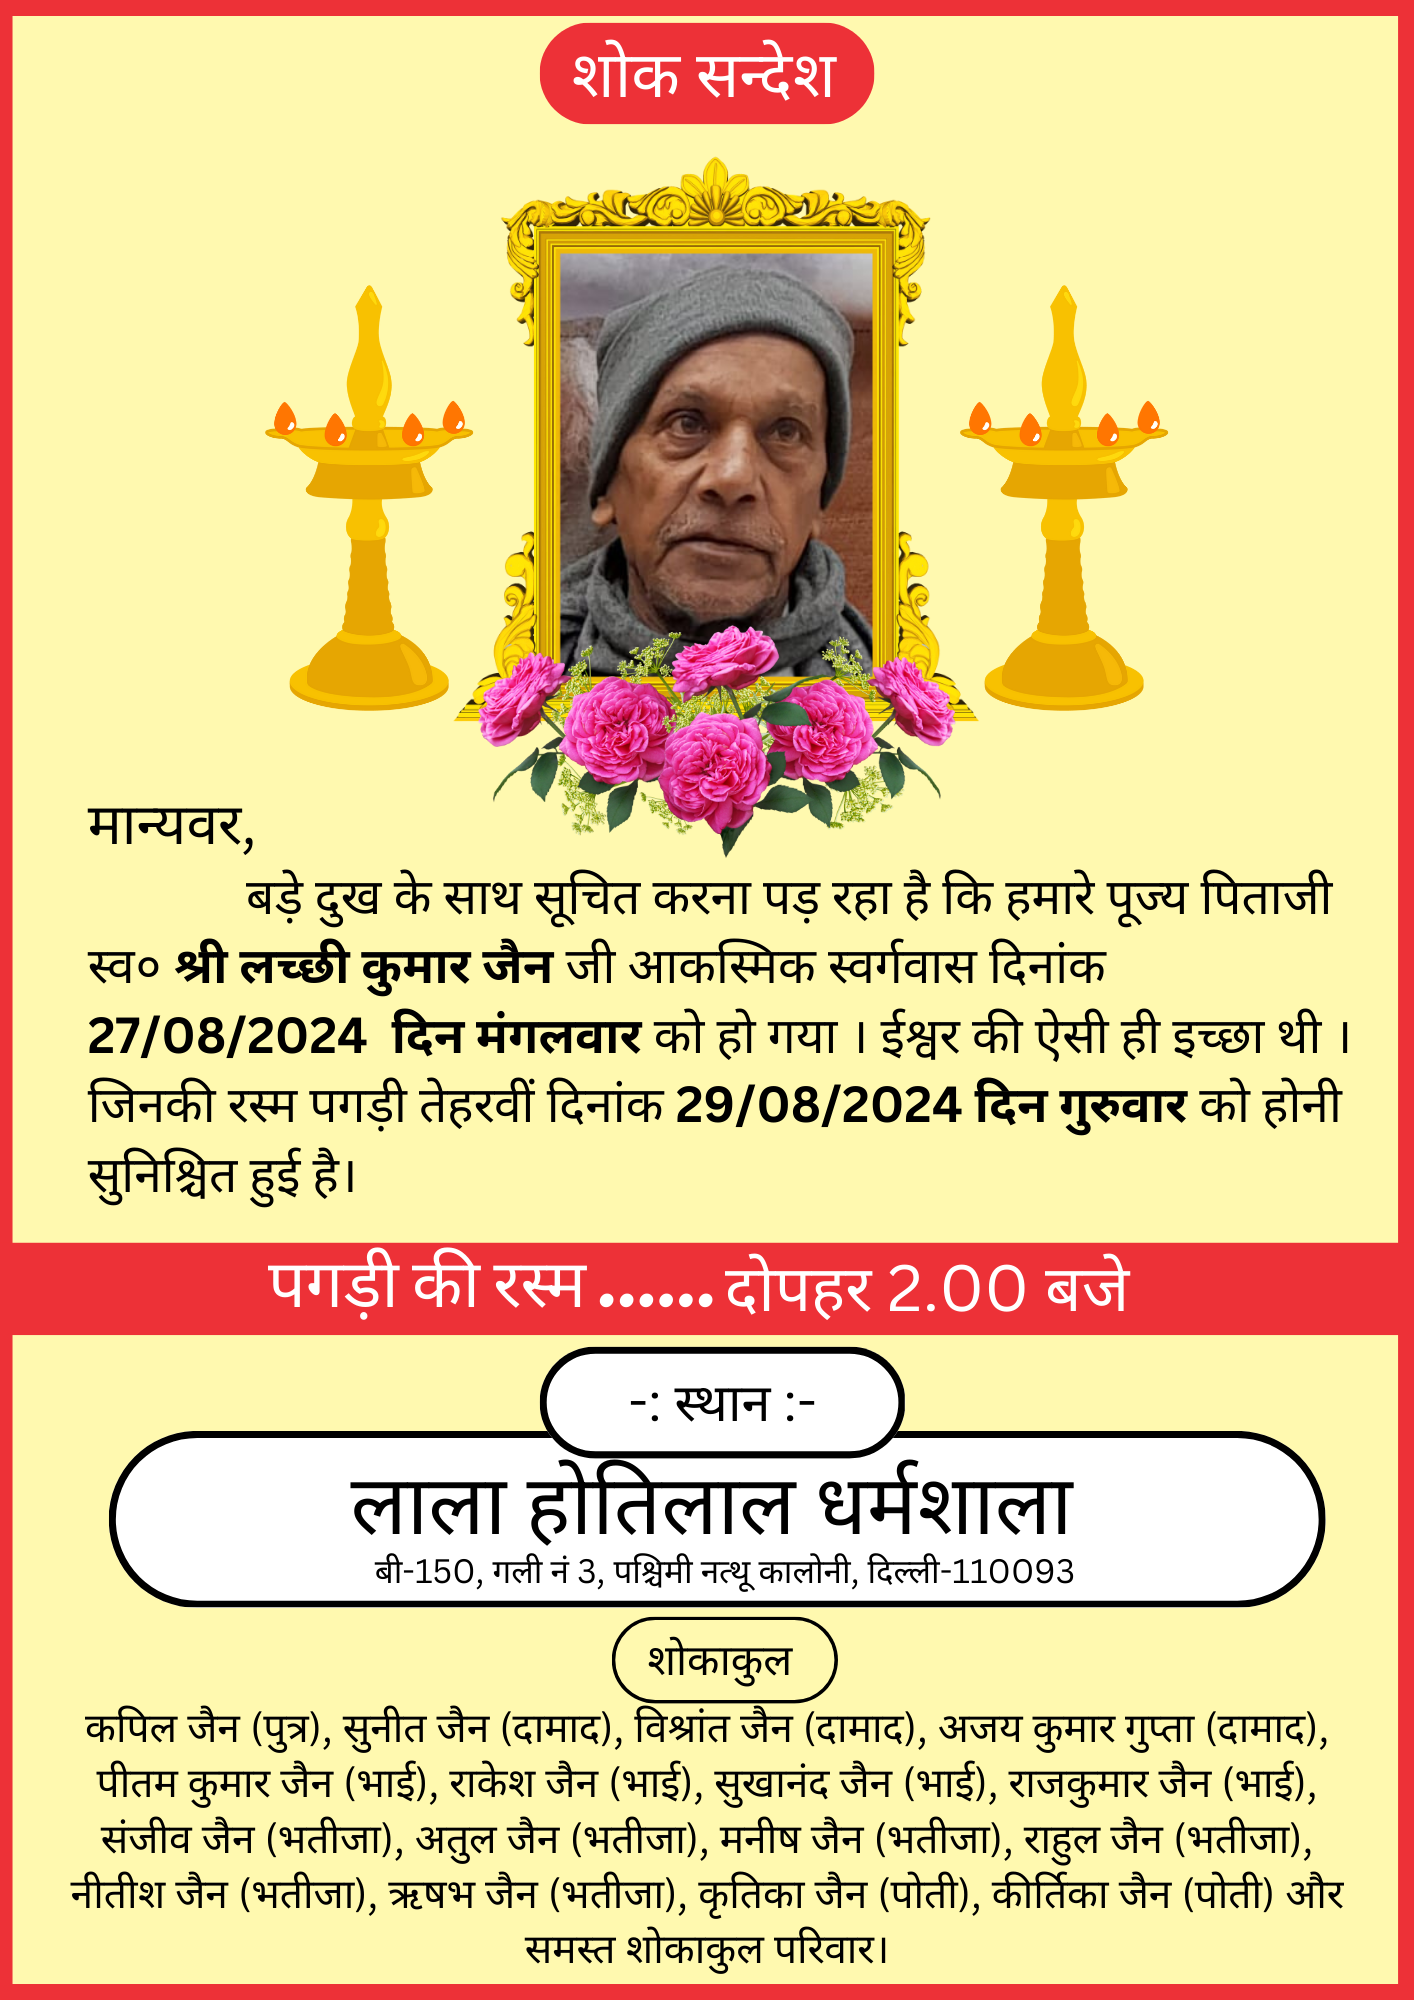 शोक सन्देश
मान्यवर,
बड़े दुख के साथ सूचित करना पड़ रहा है कि हमारे पूज्य पिताजी
स्व० श्री लच्छी कुमार जैन जी आकस्मिक स्वर्गवास दिनांक
27/08/2024 दिन मंगलवार को हो गया । ईश्वर की ऐसी ही इच्छा थी ।
जिनकी रस्म पगड़ी तेहरवीं दिनांक 29/08/2024 दिन गुरुवार को होनी
सुनिश्चित हुई है।
पगड़ी की रस्म ...... दोपहर 2.00 बजे
-: स्थान :-
लाला होतिलाल धर्मशाला
बी-150, गली नं 3, पश्चिमी नत्थू कालोनी, दिल्ली-110093
शोकाकुल
कपिल जैन (पुत्र), सुनीत जैन (दामाद), विश्रांत जैन (दामाद), अजय कुमार गुप्ता (दामाद),
पीतम कुमार जैन (भाई), राकेश जैन (भाई), सुखानंद जैन (भाई), राजकुमार जैन (भाई),
संजीव जैन (भतीजा), अतुल जैन (भतीजा), मनीष जैन (भतीजा), राहुल जैन (भतीजा),
नीतीश जैन (भतीजा), ऋषभ जैन (भतीजा), कृतिका जैन (पोती), कीर्तिका जैन (पोती) और
समस्त शोकाकुल परिवार।